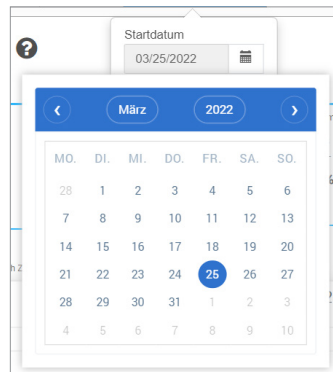 Startdatum
?
03/25/2022
‹ März 2022 ›
MO. DI. MI. DO. FR. SA. SO.
28 1 2 3 4 5 6
7 8 9 10 11 12 13
14 15 16 17 18 19 20
21 22 23 24 25 26 27
28 29 30 31 1 2 3
4 5 6 7 8 9 10